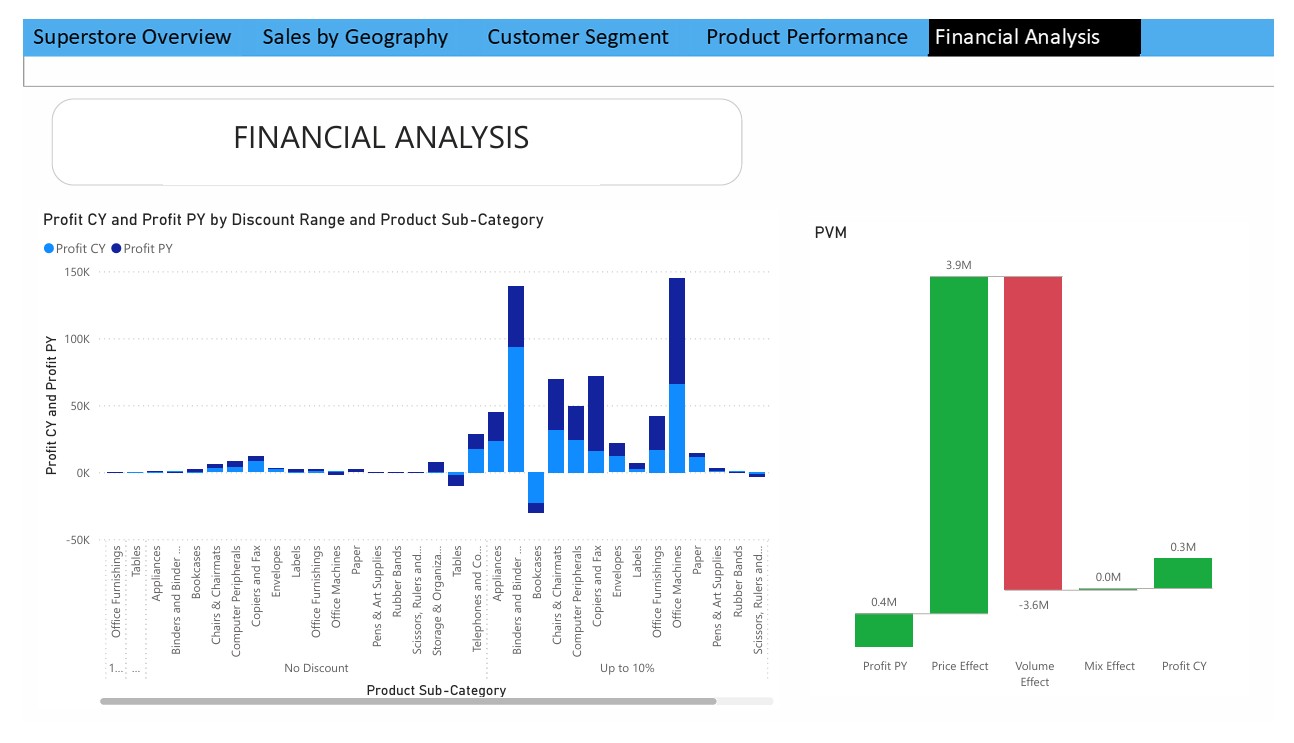 Superstore Overview Sales by Geography Customer Segment Product Performance Financial Analysis
FINANCIAL ANALYSIS
Profit CY and Profit PY by Discount Range and Product Sub-Category
Profit CY Profit PY
Profit CY and Profit PY
150K
100K
50K
0K
-50K
Office Furnishings
Tables
Appliances
Binders and Binder ...
Bookcases
Chairs & Chairmats
Computer Peripherals
Copiers and Fax
Envelopes
Labels
Office Furnishings
Office Machines
Paper
Pens & Art Supplies
Rubber Bands
Scissors, Rulers and...
Storage & Organiza...
Tables
Telephones and Co...
Appliances
Binders and Binder ...
Bookcases
Chairs & Chairmats
Computer Peripherals
Copiers and Fax
Envelopes
Labels
Office Furnishings
Office Machines
Paper
Pens & Art Supplies
Rubber Bands
Scissors, Rulers and...
1... ... No Discount Up to 10%
Product Sub-Category
PVM
3.9M
0.4M
-3.6M
0.0M
0.3M
Profit PY Price Effect Volume Mix Effect Profit CY
Effect